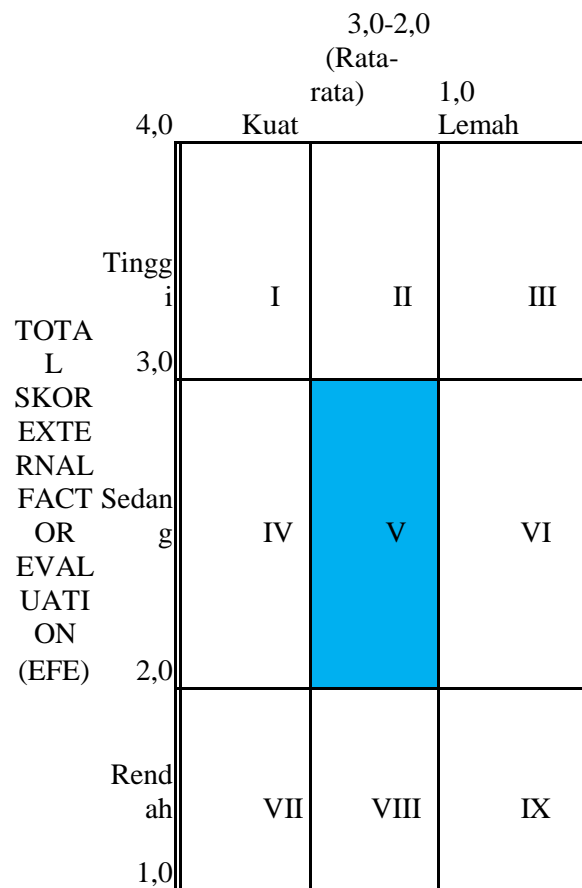 3,0-2,0
(Rata-
rata) 1,0
4,0 Kuat Lemah
Tingg
i I II III
TOTA
L 3,0
SKOR
EXTE
RNAL
FACT Sedan
OR g IV V VI
EVAL
UATI
ON
(EFE) 2,0
Rend
ah VII VIII IX
1,0